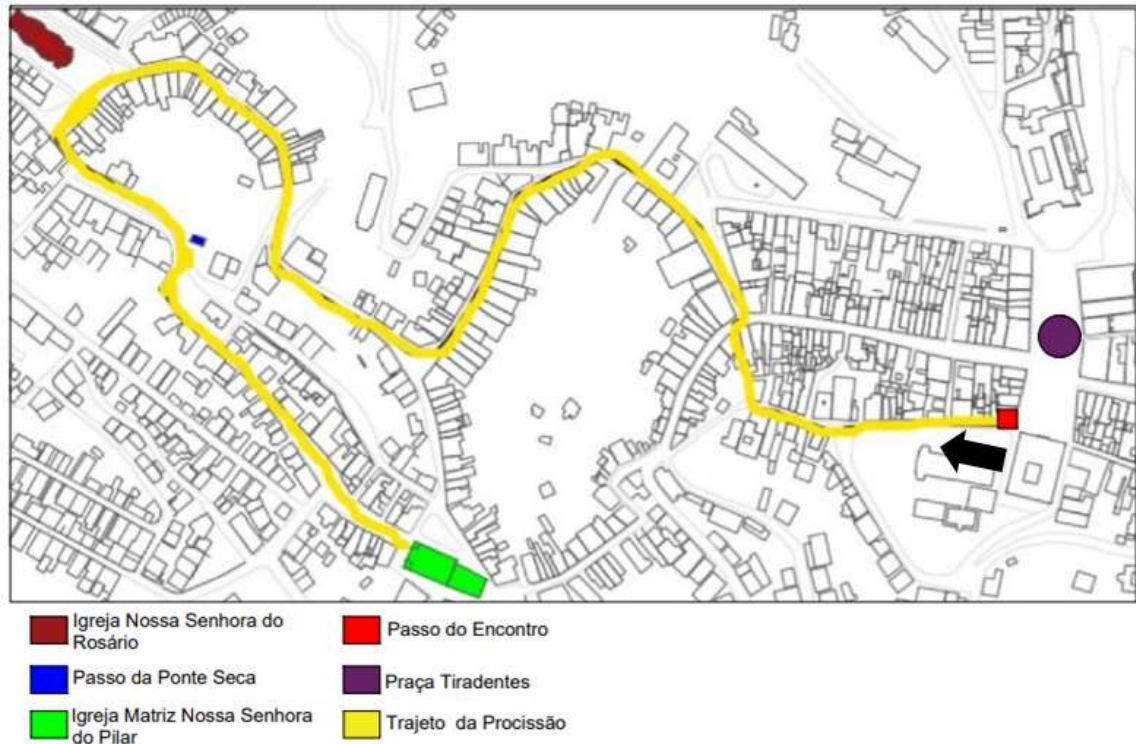 Igreja Nossa Senhora do
Rosário
Passo da Ponte Seca
Igreja Matriz Nossa Senhora
do Pilar
Passo do Encontro
Praça Tiradentes
Trajeto da Procissão